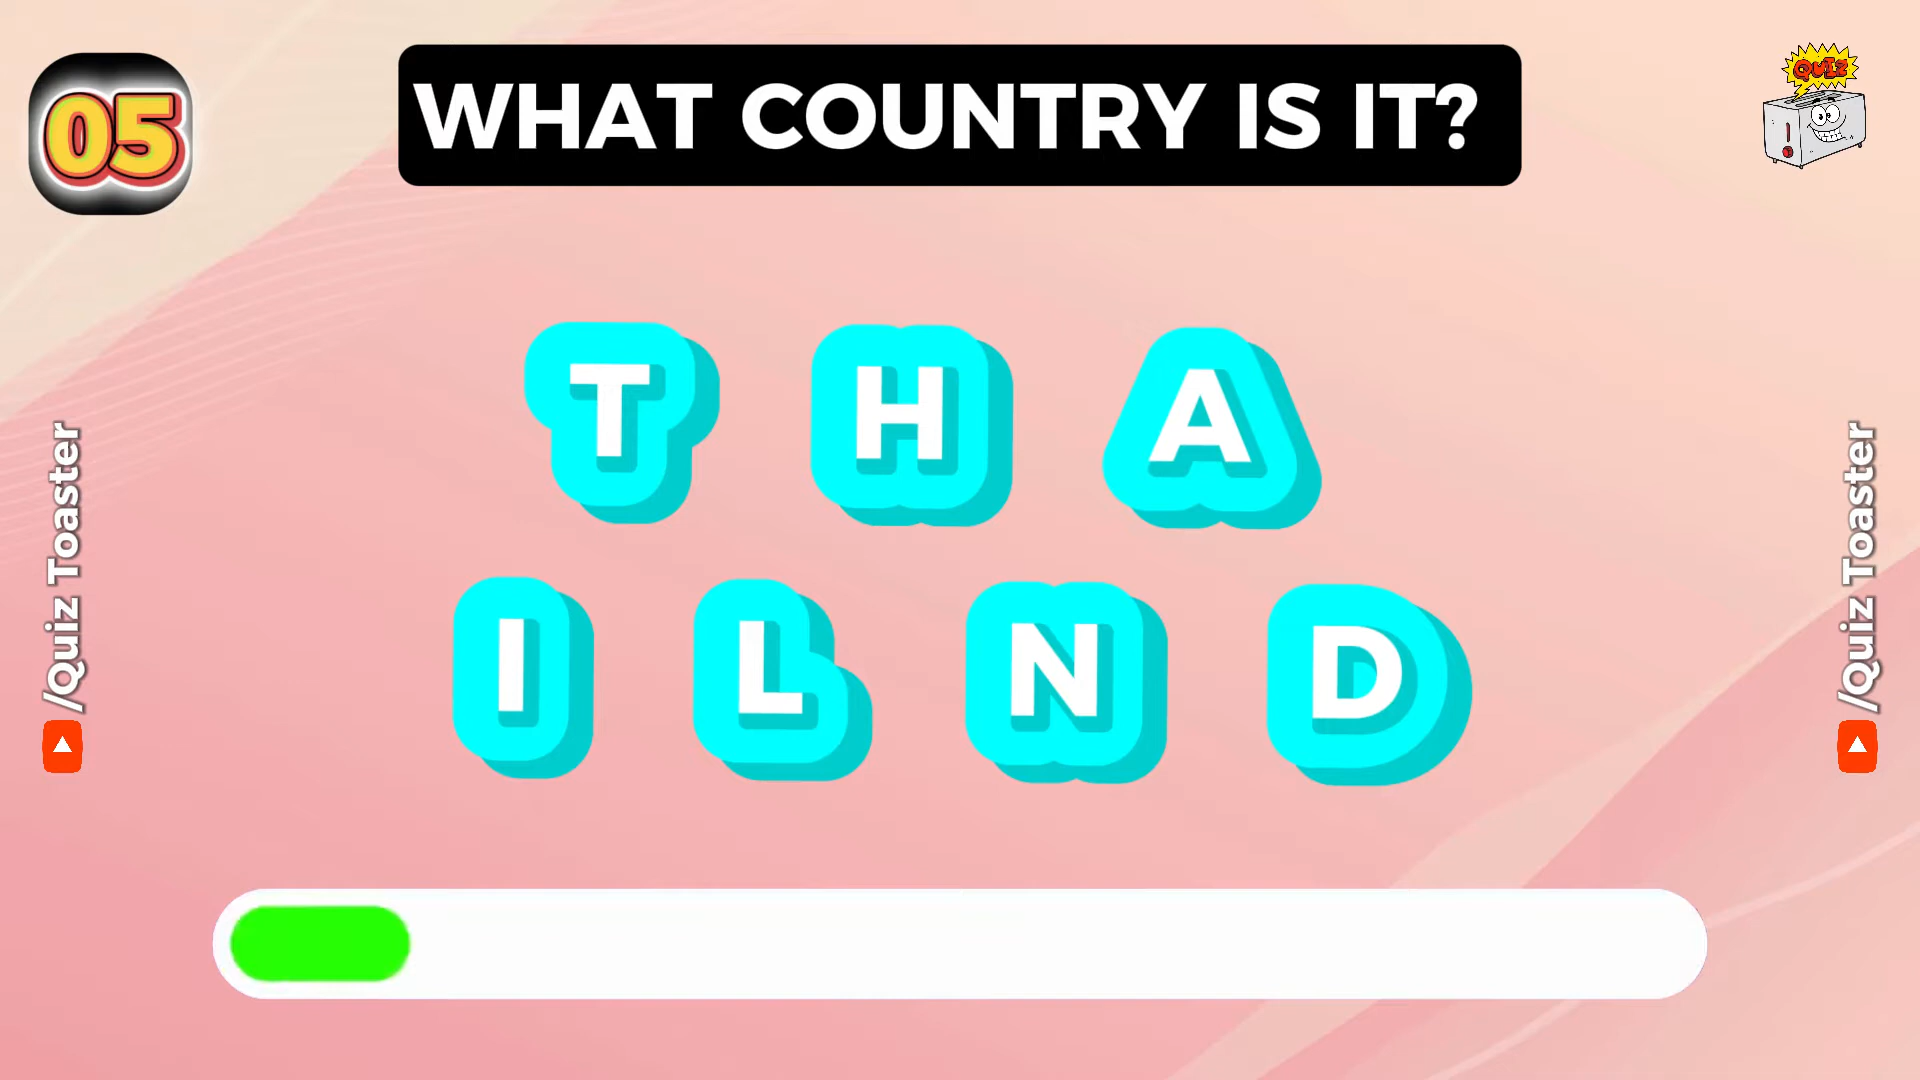 05
WHAT COUNTRY IS IT?
QUIZ
T H A
I L N D
/Quiz Toaster
/Quiz Toaster